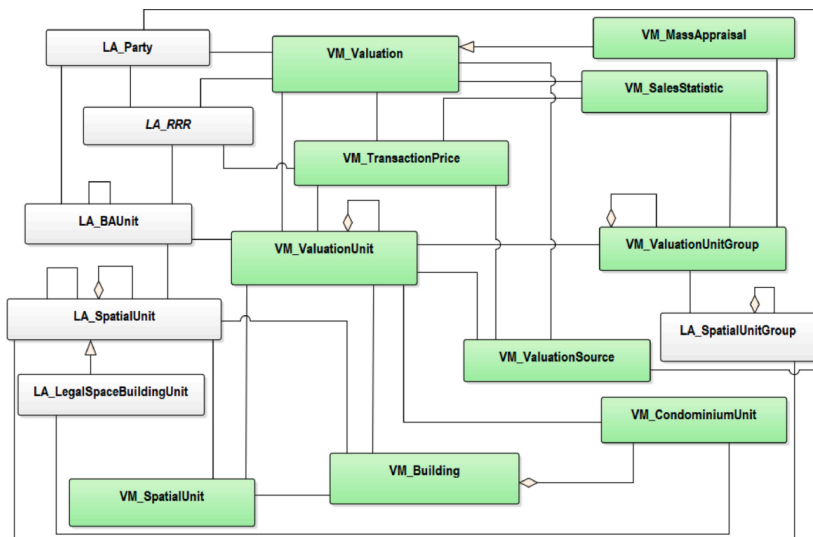 LA_Party
VM_Valuation
VM_MassAppraisal
VM_SalesStatistic
LA_RRR
VM_TransactionPrice
LA_BAUnit
VM_ValuationUnit
VM_ValuationUnitGroup
LA_SpatialUnit
LA_SpatialUnitGroup
VM_ValuationSource
LA_LegalSpaceBuildingUnit
VM_CondominiumUnit
VM_Building
VM_SpatialUnit